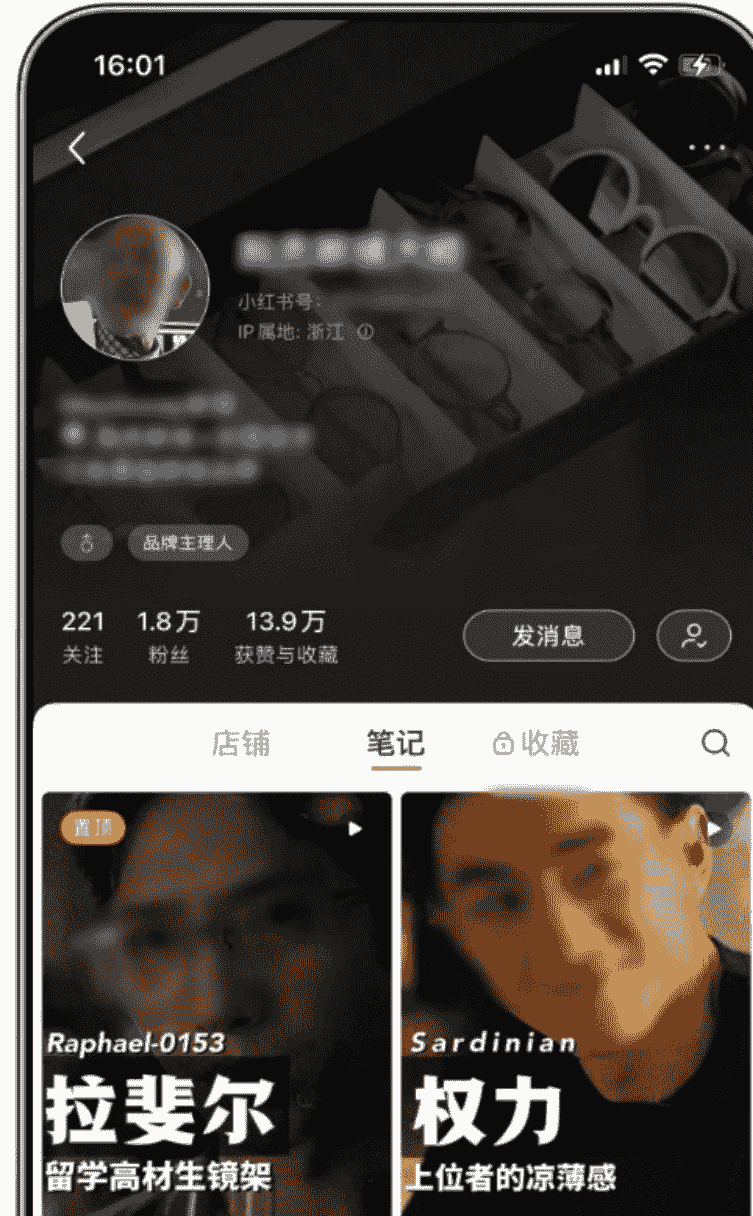 16:01
小红书号:
IP属地: 浙江
品牌主理人
221 1.8万 13.9万
关注 粉丝 获赞与收藏
发消息
店铺 笔记 收藏
置顶
Raphael-0153
拉斐尔
留学高材生镜架
Sardinian
权力
上位者的凉薄感